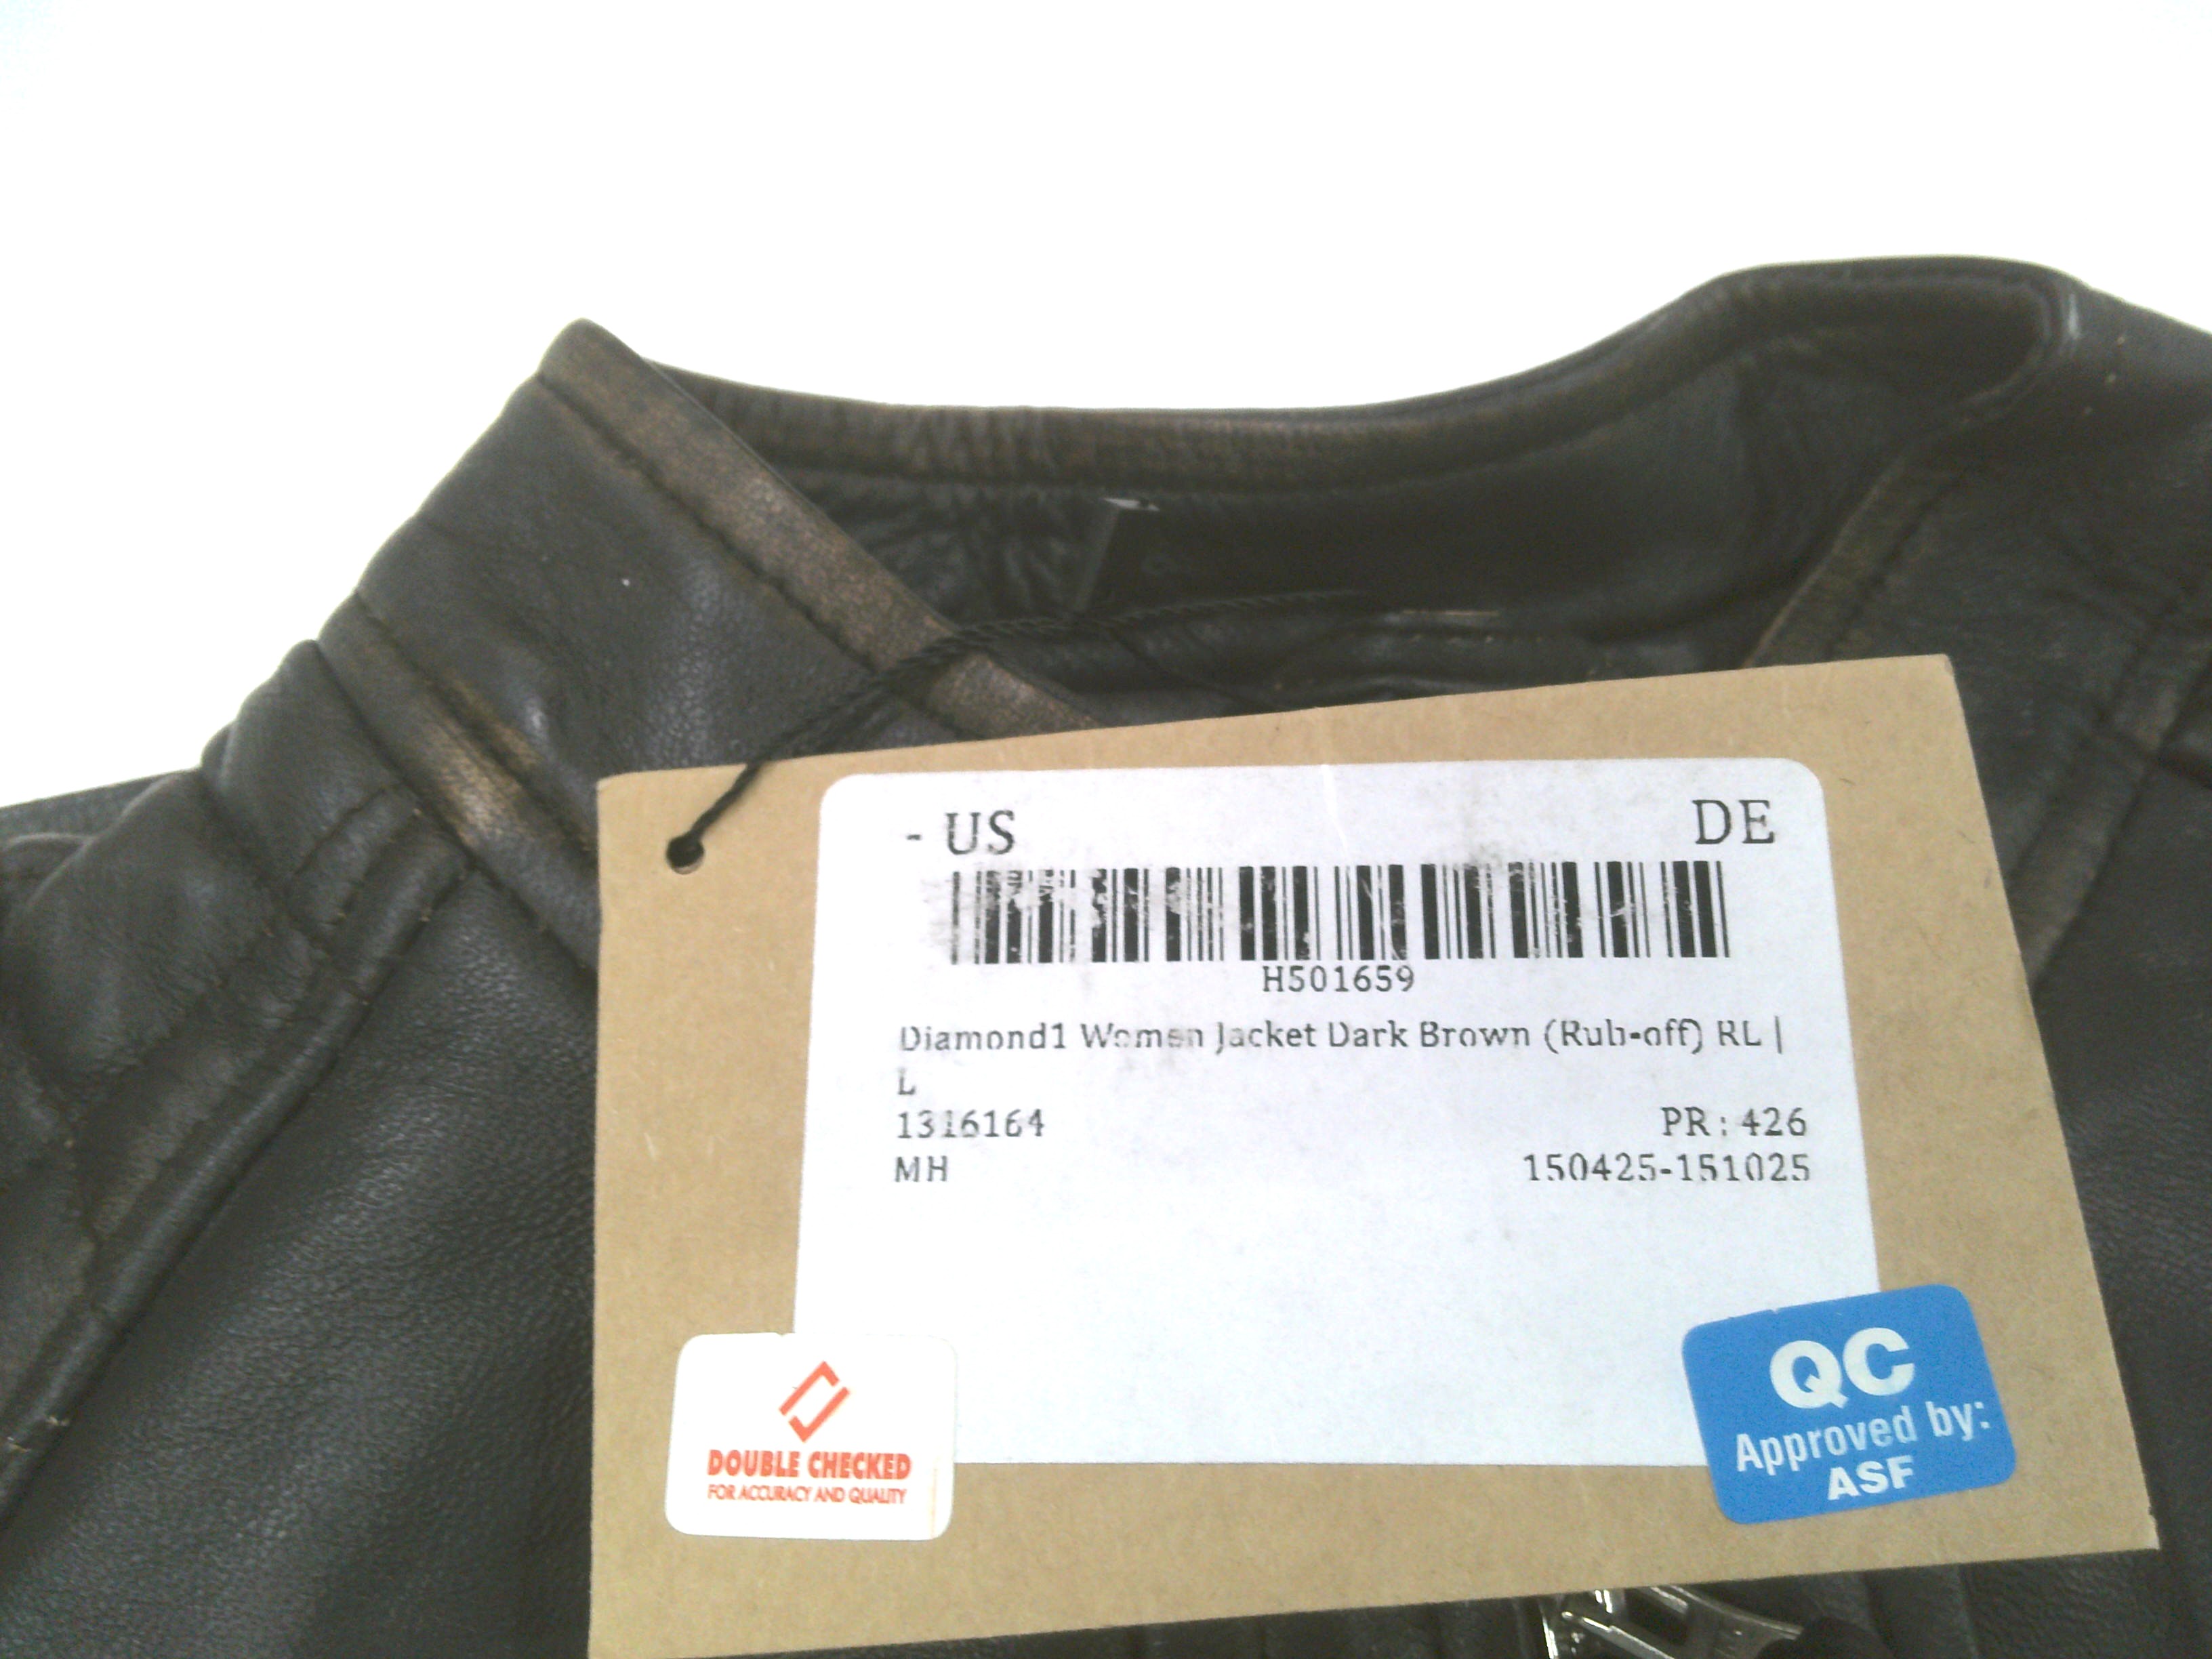 - US DE
H501659
Diamond1 Women Jacket Dark Brown (Rub-off) RL |
L
1316164 PR: 426
MH 150425-151025
DOUBLE CHECKED
FOR ACCURACY AND QUALITY
QC
Approved by:
ASF